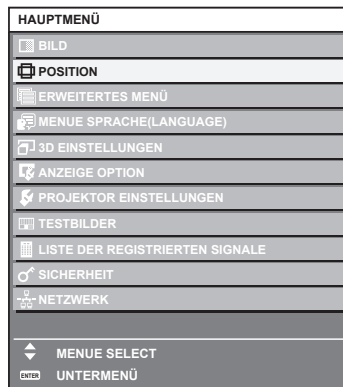 HAUPTMENÜ
BILD
POSITION
ERWEITERTES MENÜ
MENUE SPRACHE(LANGUAGE)
3D EINSTELLUNGEN
ANZEIGE OPTION
PROJEKTOR EINSTELLUNGEN
TESTBILDER
LISTE DER REGISTRIERTEN SIGNALE
SICHERHEIT
NETZWERK
MENUE SELECT
ENTER UNTERMENÜ